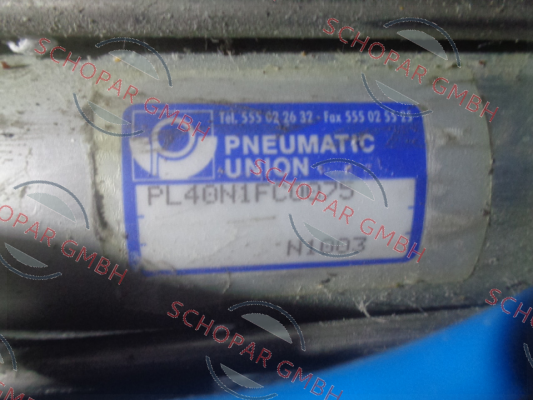 Tel. 555 02 26 32 - Fax 555 02 55 25
PNEUMATIC
UNION
PL40N1FC0175
N1003
SCHOPAR GMBH
SCHOPAR GMBH
SCHOPAR GMBH
SCHOPAR GMBH
SCHOPAR GMBH
SCHOPAR GMBH